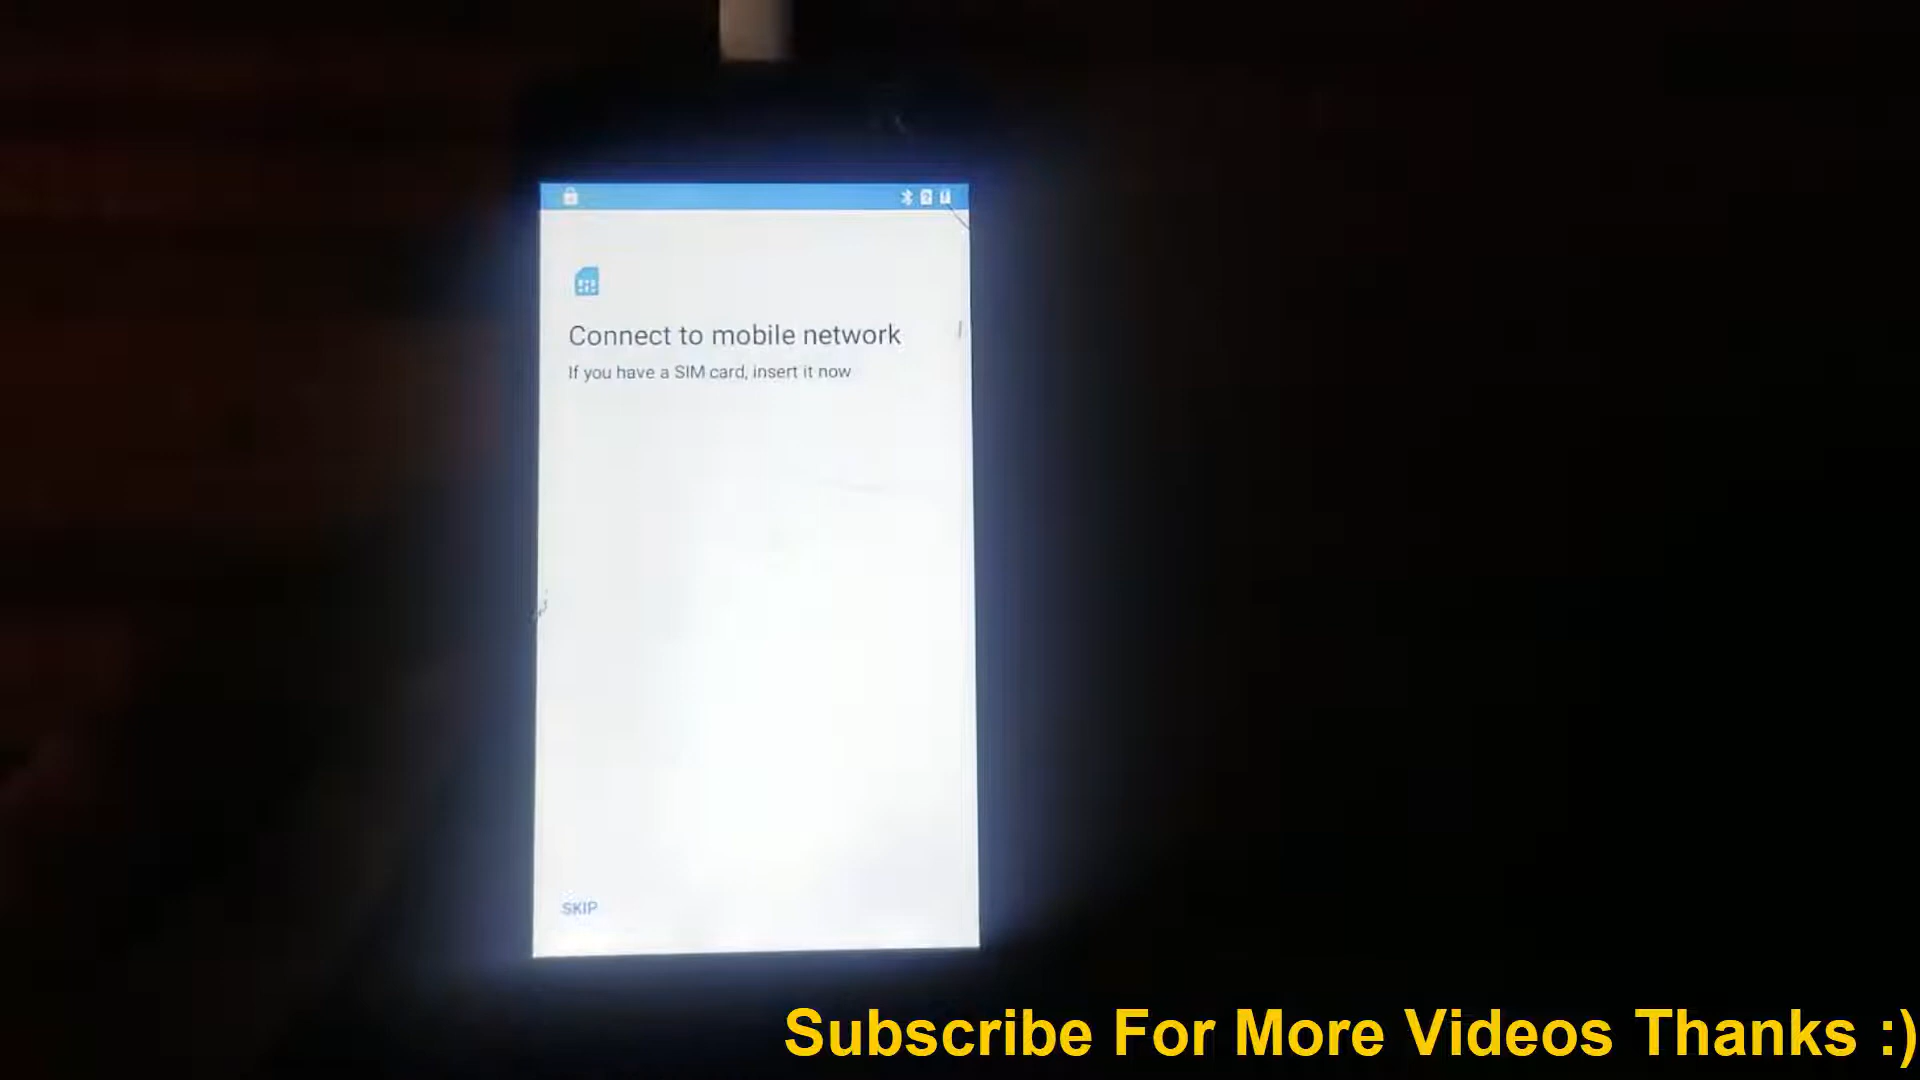 Connect to mobile network
If you have a SIM card, insert it now
SKIP
Subscribe For More Videos Thanks :)